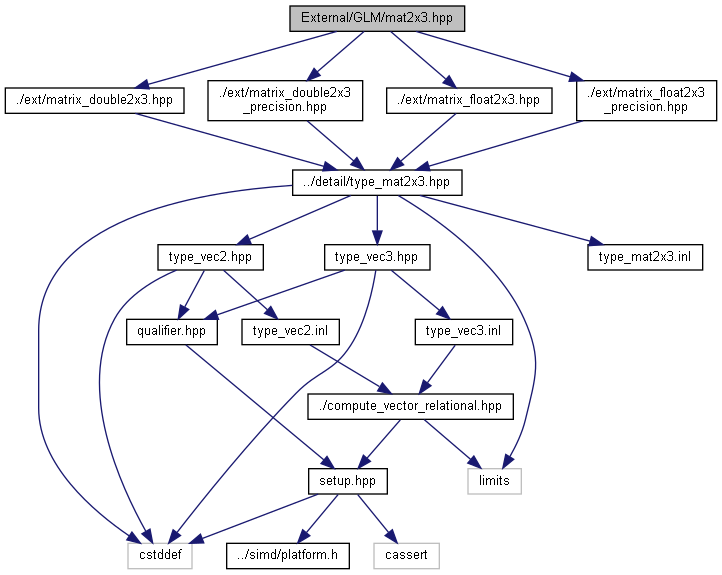 External/GLM/mat2x3.hpp
./ext/matrix_double2x3.hpp
./ext/matrix_double2x3
_precision.hpp
./ext/matrix_float2x3.hpp
./ext/matrix_float2x3
_precision.hpp
../detail/type_mat2x3.hpp
type_vec2.hpp
type_vec3.hpp
type_mat2x3.inl
qualifier.hpp
type_vec2.inl
type_vec3.inl
./compute_vector_relational.hpp
setup.hpp
limits
cstddef
../simd/platform.h
cassert